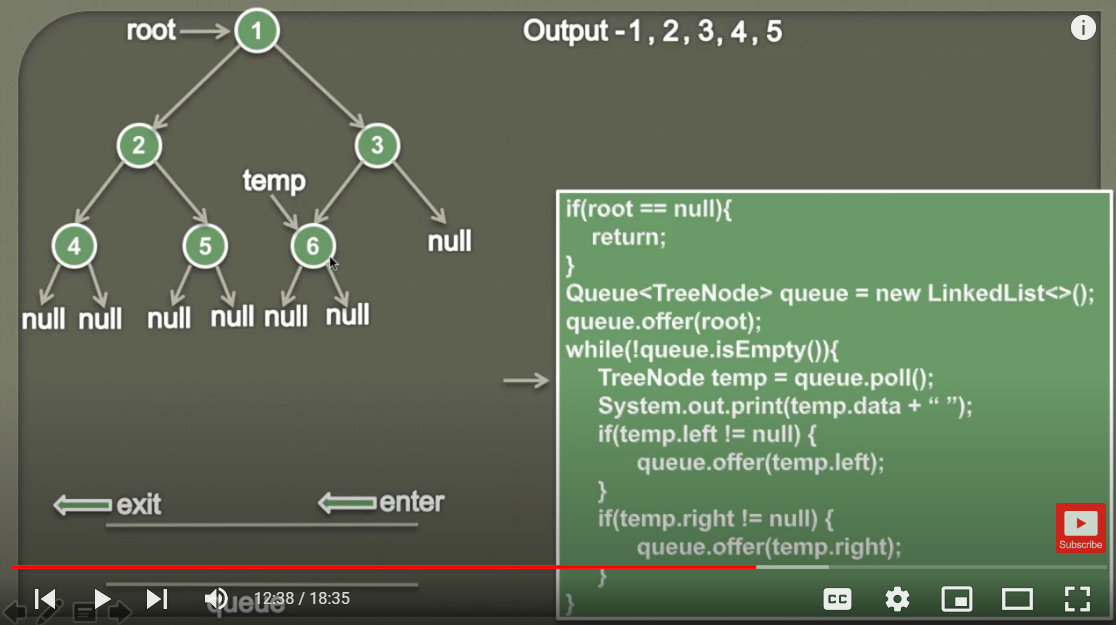 root
1
Output - 1 , 2 , 3 , 4 , 5
2
3
temp
4
5
6
null
null
null
null
null
null
null
if(root == null){
return;
}
Queue<TreeNode> queue = new LinkedList<>();
queue.offer(root);
while(!queue.isEmpty()){
TreeNode temp = queue.poll();
System.out.print(temp.data + “ ”);
if(temp.left != null) {
queue.offer(temp.left);
}
if(temp.right != null) {
queue.offer(temp.right);
}
}
exit
enter
queue
Subscribe
12:38 / 18:35
CC
i